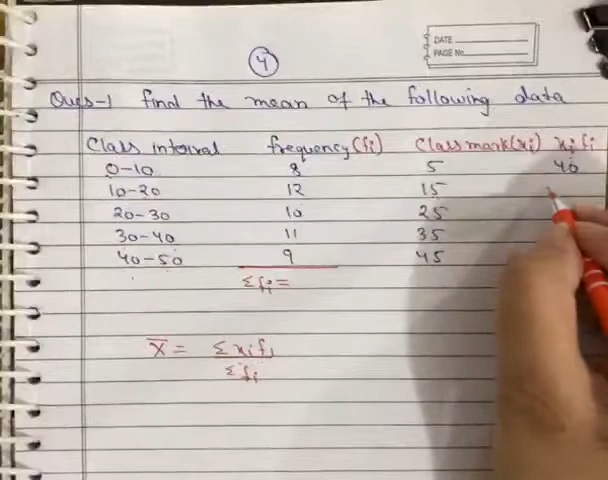 DATE
PAGE No.
4
Ques-1 find the mean of the following data
Class interval frequency(fi) Class mark(xi) xifi
0-10 8 5 40
10-20 12 15
20-30 10 25
30-40 11 35
40-50 9 45
Σfi=
X̄ = Σxifi
Σfi